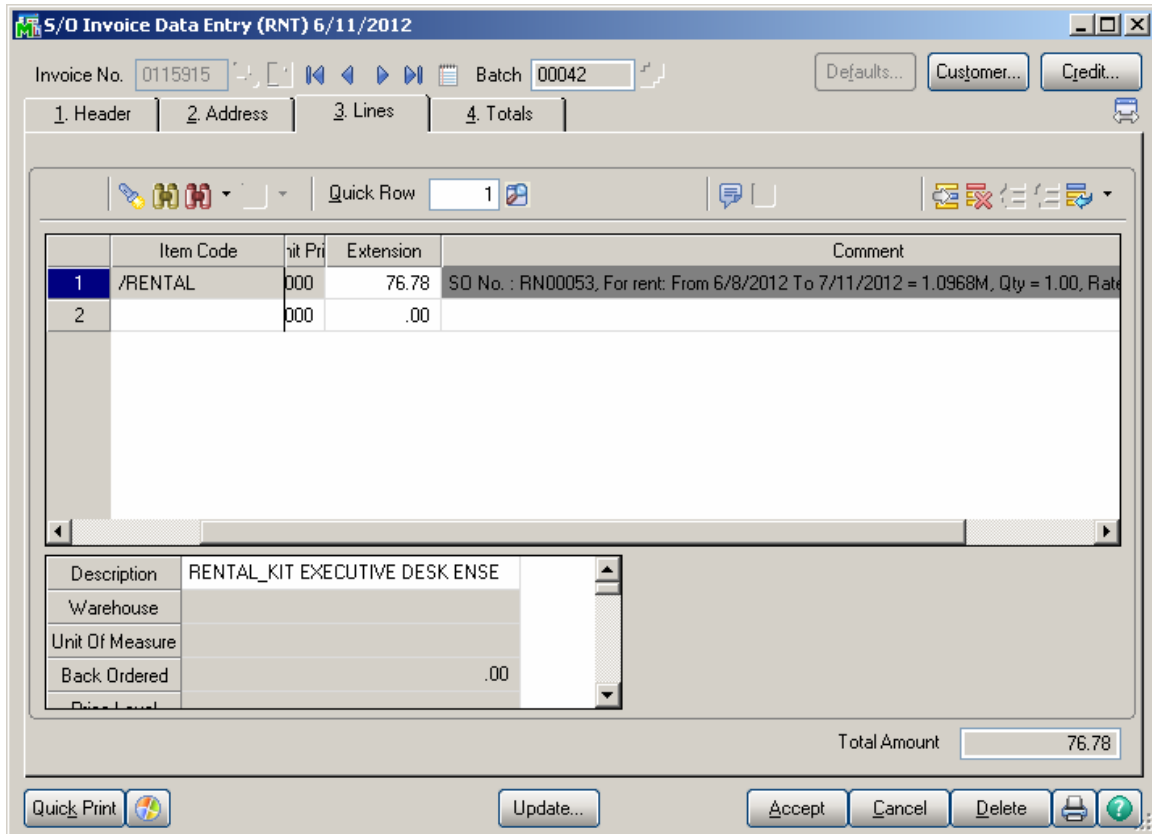 S/O Invoice Data Entry (RNT) 6/11/2012
Invoice No. 0115915 Batch 00042 Defaults... Customer... Credit...
1. Header 2. Address 3. Lines 4. Totals
Quick Row 1
Item Code nit Pri Extension Comment
1 /RENTAL 000 76.78 SO No. : RN00053, For rent: From 6/8/2012 To 7/11/2012 = 1.0968M, Qty = 1.00, Rate
2 000 .00
Description RENTAL_KIT EXECUTIVE DESK ENSE
Warehouse
Unit Of Measure
Back Ordered .00
Price Level
Total Amount 76.78
Quick Print Update... Accept Cancel Delete